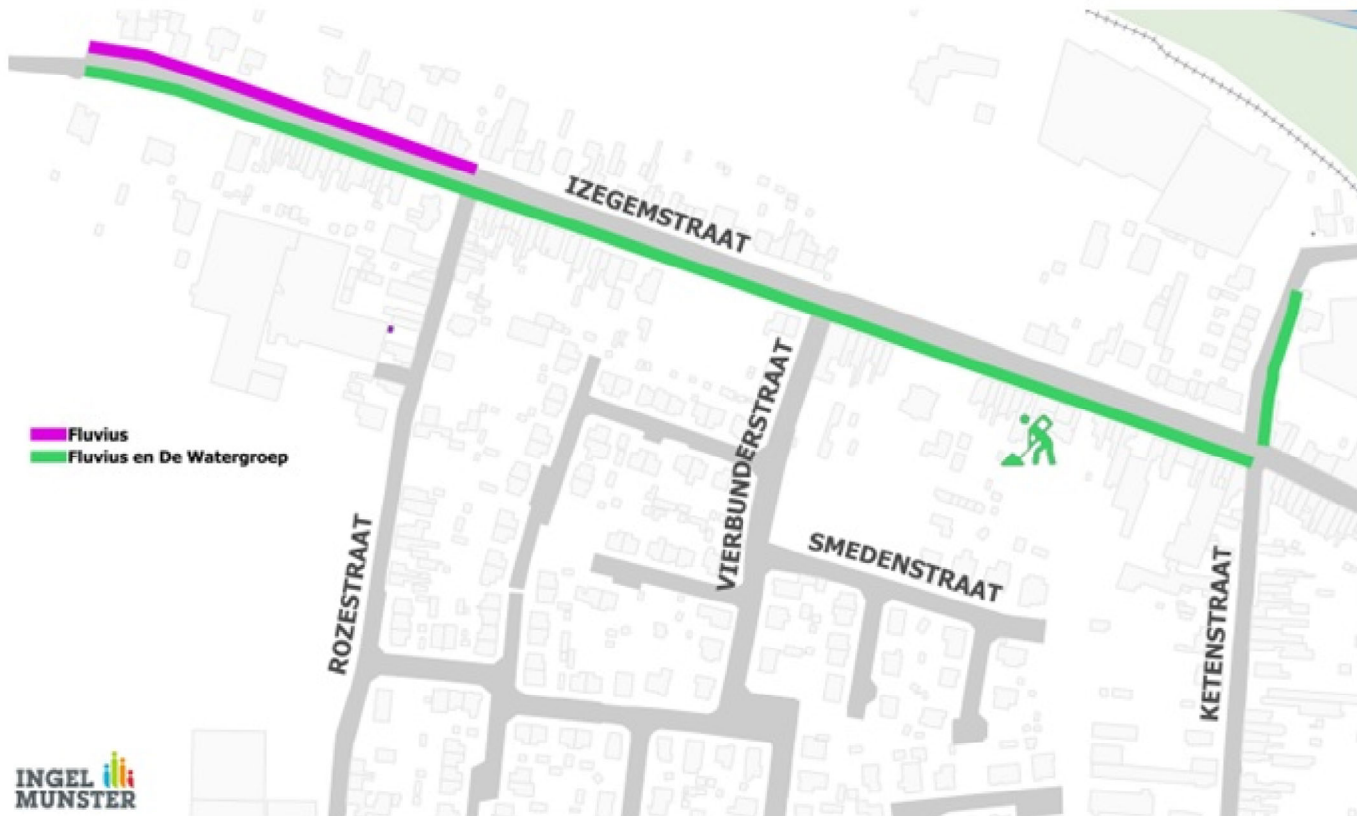 IZEGEMSTRAAT
VIERBUNDERSTRAAT
Fluvius
Fluvius en De Watergroep
SMEDENSTRAAT
ROZESTRAAT
KETENSTRAAT
INGEL
MUNSTER